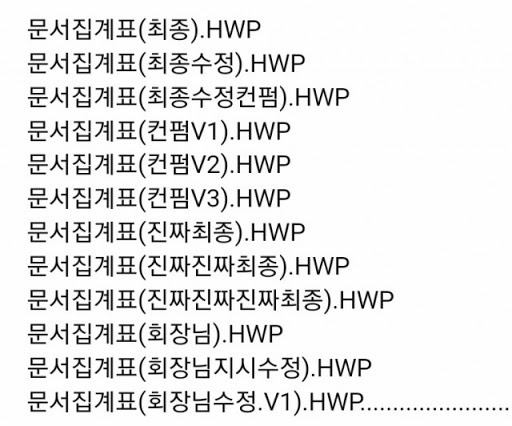 문서집계표(최종).HWP
문서집계표(최종수정).HWP
문서집계표(최종수정컨펌).HWP
문서집계표(컨펌V1).HWP
문서집계표(컨펌V2).HWP
문서집계표(컨핌V3).HWP
문서집계표(진짜최종).HWP
문서집계표(진짜진짜최종).HWP
문서집계표(진짜진짜진짜최종).HWP
문서집계표(회장님).HWP
문서집계표(회장님지시수정).HWP
문서집계표(회장님수정.V1).HWP.......................